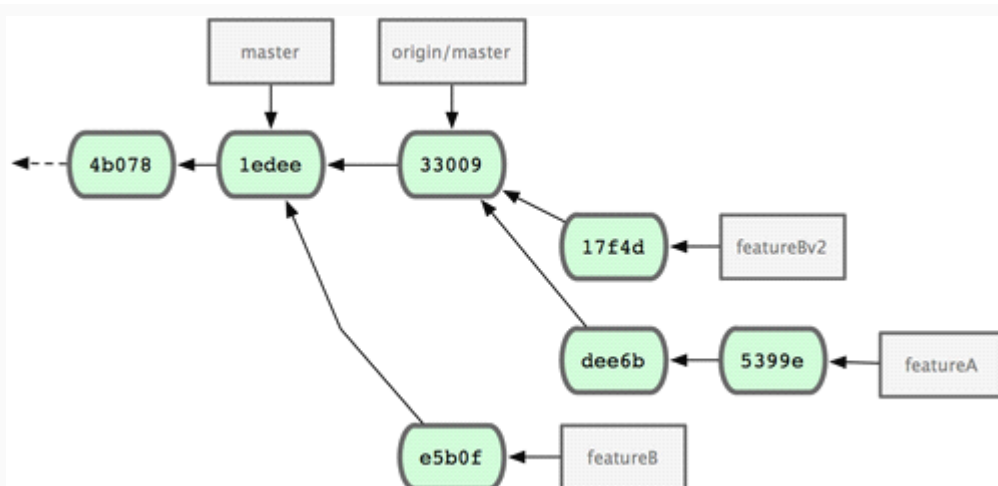 master
origin/master
4b078
1edee
33009
17f4d
featureBv2
dee6b
5399e
featureA
e5b0f
featureB